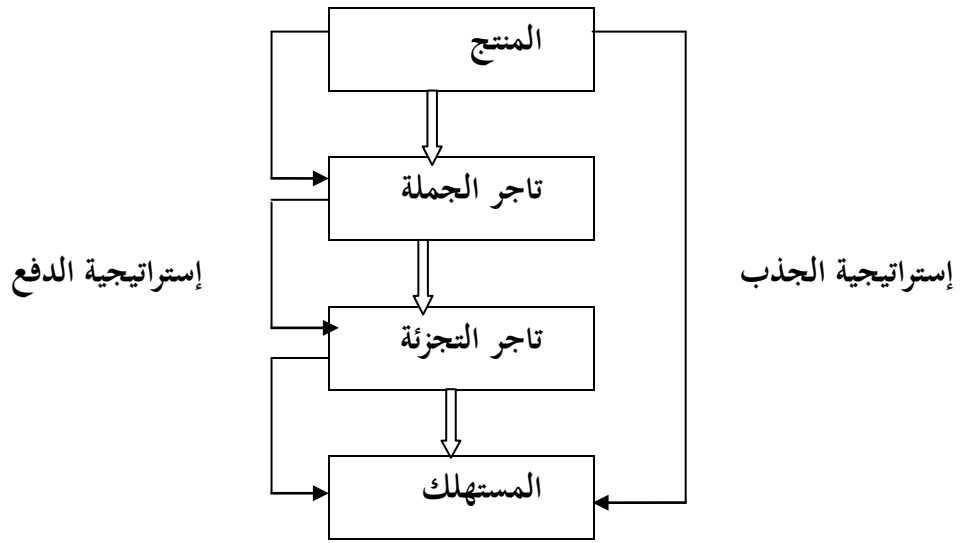 المنتج
تاجر الجملة
إستراتيجية الجذب
إستراتيجية الدفع
تاجر التجزئة
المستهلك